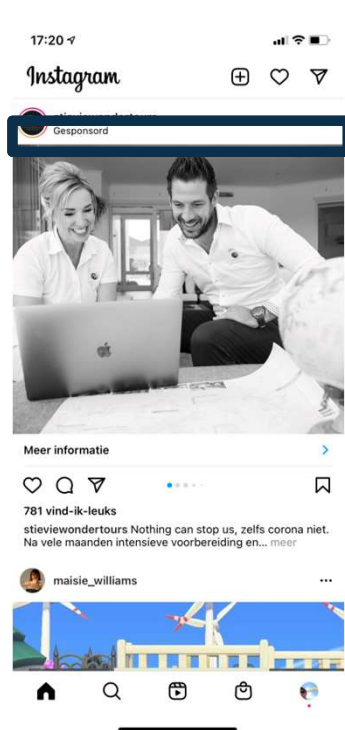 17:20
Instagram
Gesponsord
Meer informatie
781 vind-ik-leuks
stieviewondertours Nothing can stop us, zelfs corona niet.
Na vele maanden intensieve voorbereiding en... meer
maisie_williams